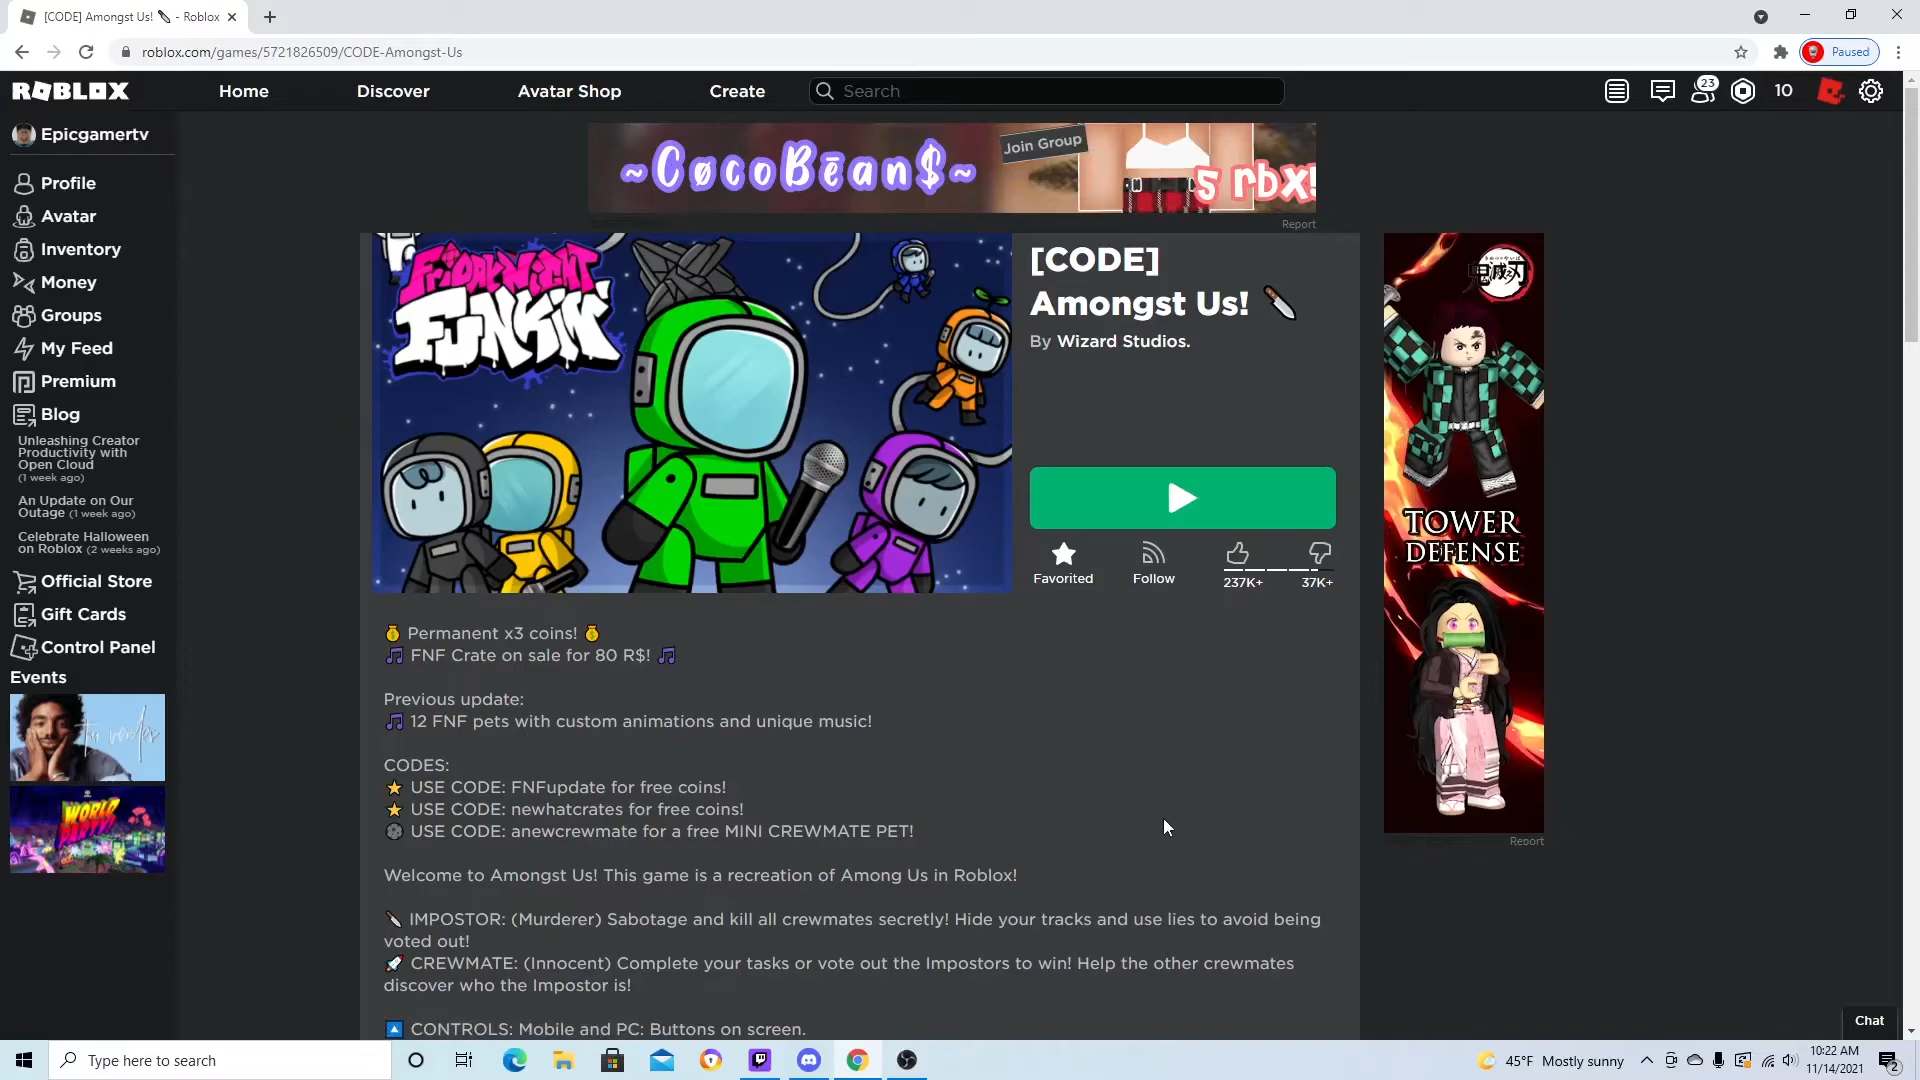 [CODE] Amongst Us! 🔪 - Roblox
roblox.com/games/5721826509/CODE-Amongst-Us
Paused
ROBLOX
Home
Discover
Avatar Shop
Create
Search
23
10
Epicgamertv
Profile
Avatar
Inventory
Money
Groups
My Feed
Premium
Blog
Unleashing Creator
Productivity with
Open Cloud
(1 week ago)
An Update on Our
Outage (1 week ago)
Celebrate Halloween
on Roblox (2 weeks ago)
Official Store
Gift Cards
Control Panel
Events
WORLD
PARTY!
~CøcoBēan$~
Join Group
5 rbx!
Report
FRiDAY NiGHT
FUNKIN
[CODE]
Amongst Us! 🔪
By Wizard Studios.
Favorited
Follow
237K+
37K+
💰 Permanent x3 coins! 💰
🎵 FNF Crate on sale for 80 R$! 🎵
Previous update:
🎵 12 FNF pets with custom animations and unique music!
CODES:
⭐ USE CODE: FNFupdate for free coins!
⭐ USE CODE: newhatcrates for free coins!
🌑 USE CODE: anewcrewmate for a free MINI CREWMATE PET!
Welcome to Amongst Us! This game is a recreation of Among Us in Roblox!
🔪 IMPOSTOR: (Murderer) Sabotage and kill all crewmates secretly! Hide your tracks and use lies to avoid being
voted out!
🚀 CREWMATE: (Innocent) Complete your tasks or vote out the Impostors to win! Help the other crewmates
discover who the Impostor is!
🔼 CONTROLS: Mobile and PC: Buttons on screen.
TOWER
DEFENSE
Report
Chat
Type here to search
45°F Mostly sunny
10:22 AM
11/14/2021
2